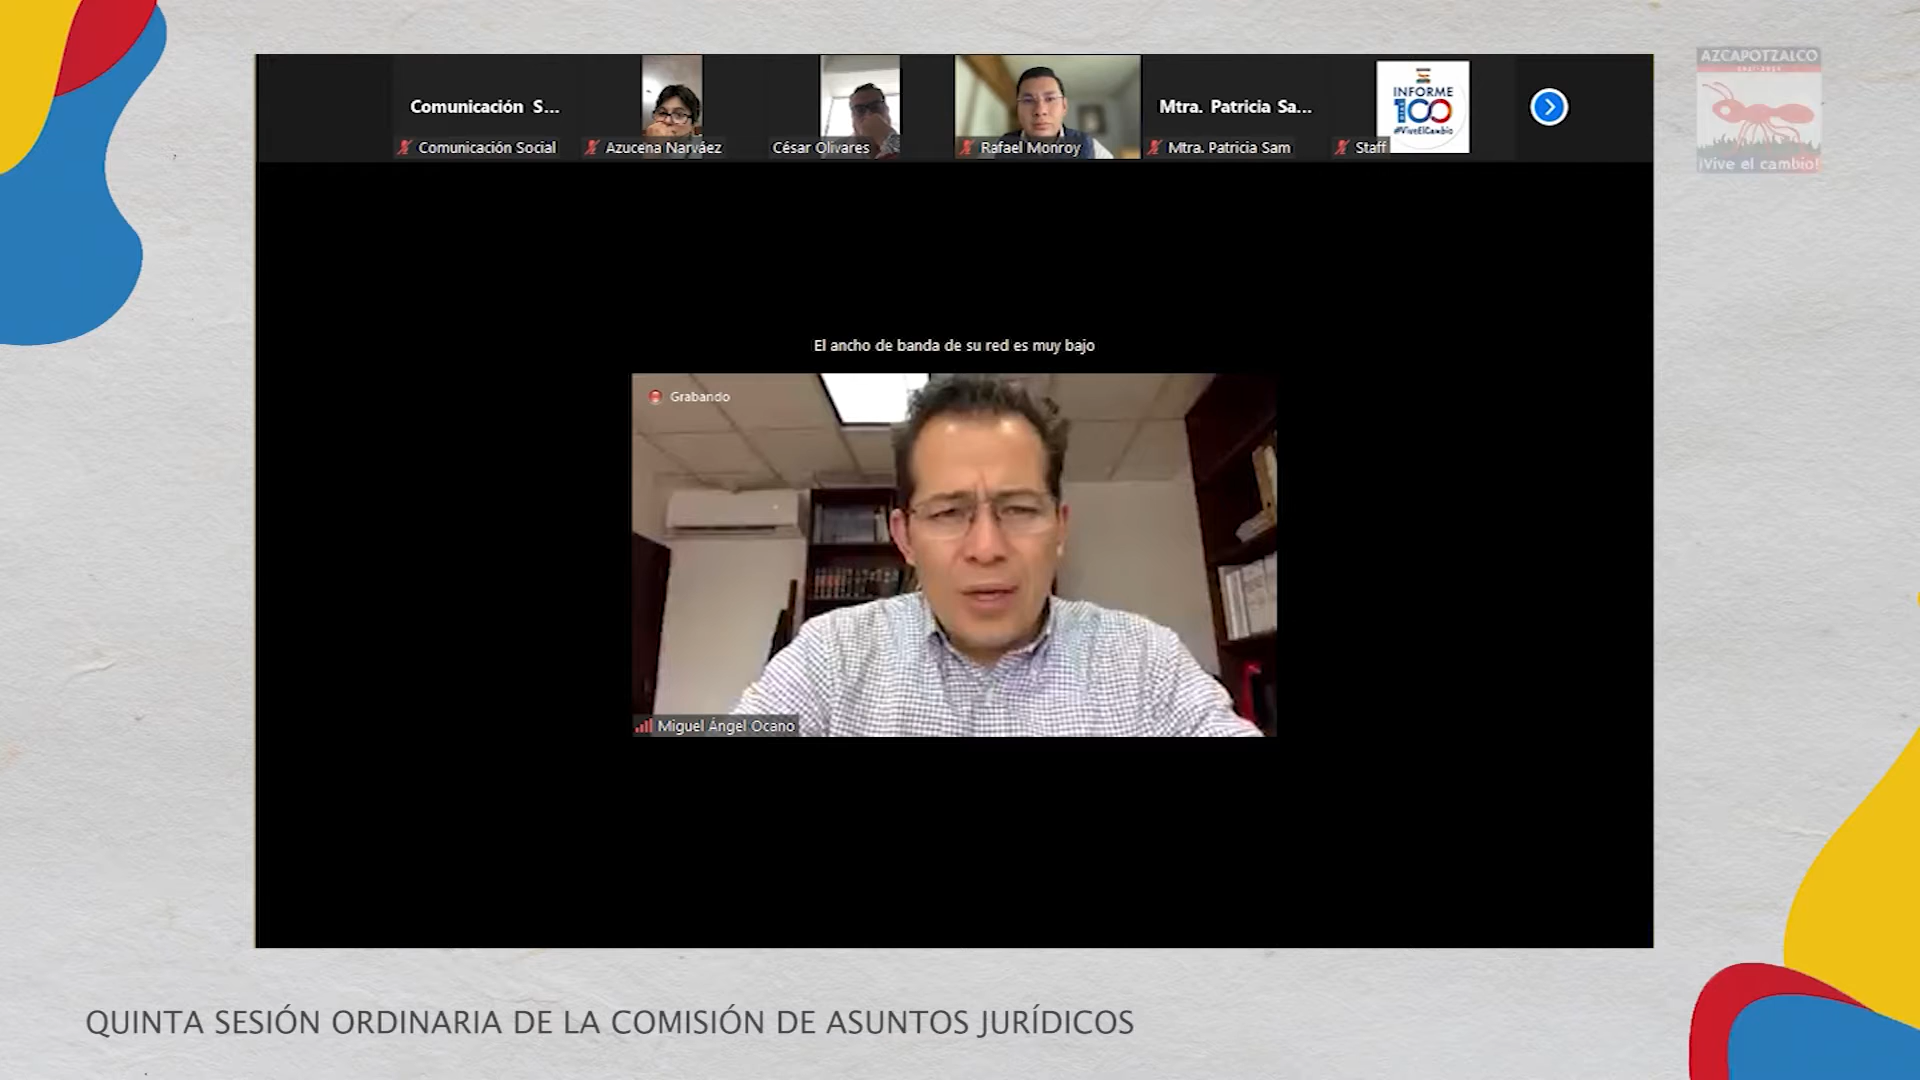 AZCAPOTZALCO
¡Vive el cambio!
Comunicación S...
Mtra. Patricia Sa...
INFORME
100
#ViveElCambio
Comunicación Social
Azucena Narváez
César Olivares
Rafael Monroy
Mtra. Patricia Sam
Staff
El ancho de banda de su red es muy bajo
Grabando
Miguel Ángel Ocano
QUINTA SESIÓN ORDINARIA DE LA COMISIÓN DE ASUNTOS JURÍDICOS